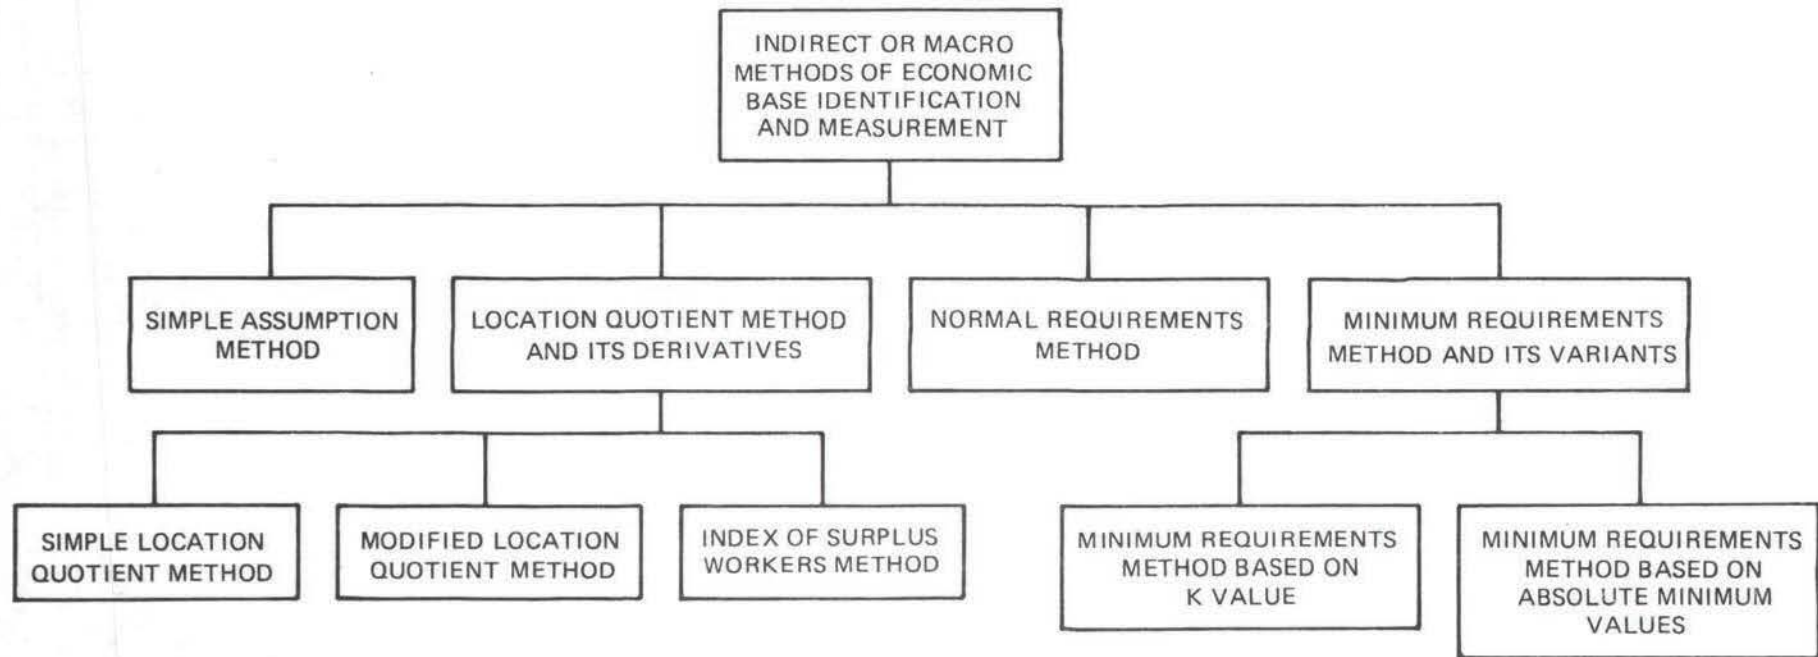 INDIRECT OR MACRO
METHODS OF ECONOMIC
BASE IDENTIFICATION
AND MEASUREMENT
SIMPLE ASSUMPTION
METHOD
LOCATION QUOTIENT METHOD
AND ITS DERIVATIVES
NORMAL REQUIREMENTS
METHOD
MINIMUM REQUIREMENTS
METHOD AND ITS VARIANTS
SIMPLE LOCATION
QUOTIENT METHOD
MODIFIED LOCATION
QUOTIENT METHOD
INDEX OF SURPLUS
WORKERS METHOD
MINIMUM REQUIREMENTS
METHOD BASED ON
K VALUE
MINIMUM REQUIREMENTS
METHOD BASED ON
ABSOLUTE MINIMUM
VALUES